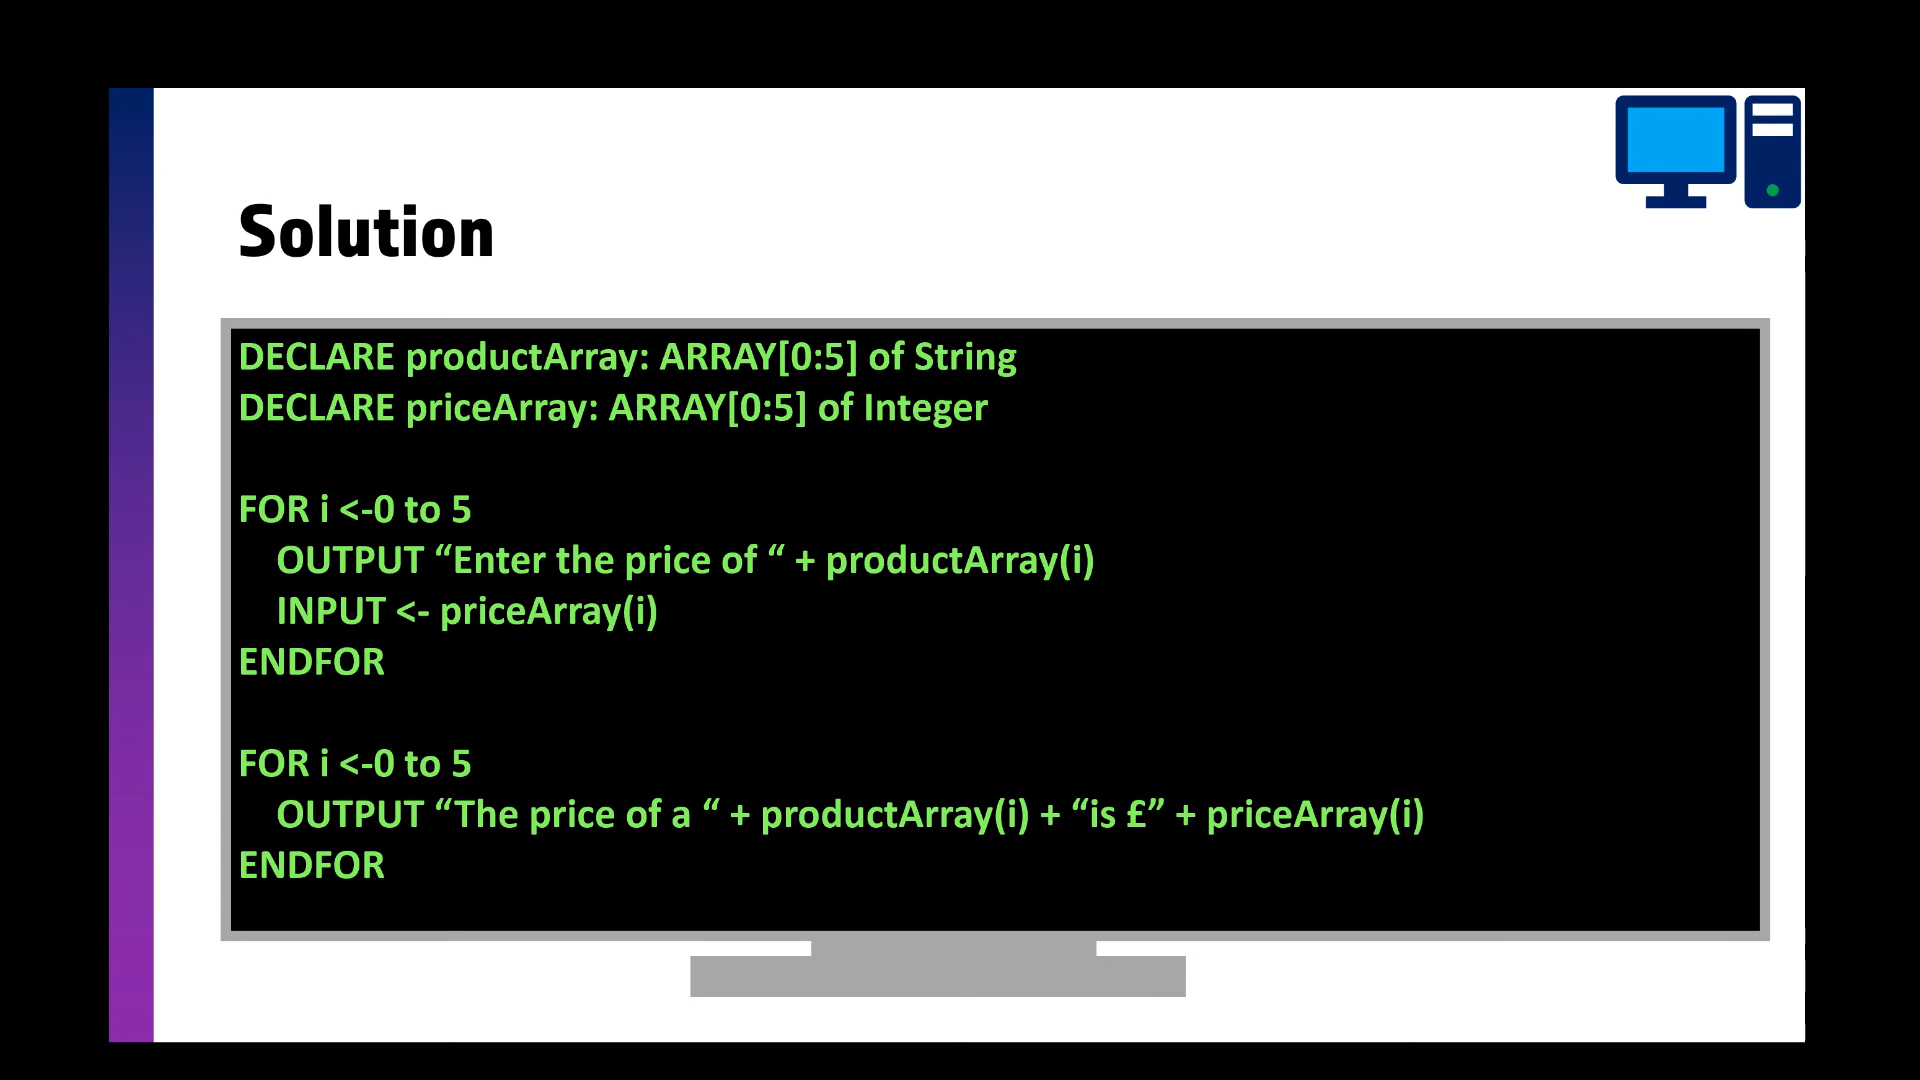 Solution
DECLARE productArray: ARRAY[0:5] of String
DECLARE priceArray: ARRAY[0:5] of Integer
FOR i <-0 to 5
OUTPUT “Enter the price of “ + productArray(i)
INPUT <- priceArray(i)
ENDFOR
FOR i <-0 to 5
OUTPUT “The price of a “ + productArray(i) + “is £” + priceArray(i)
ENDFOR